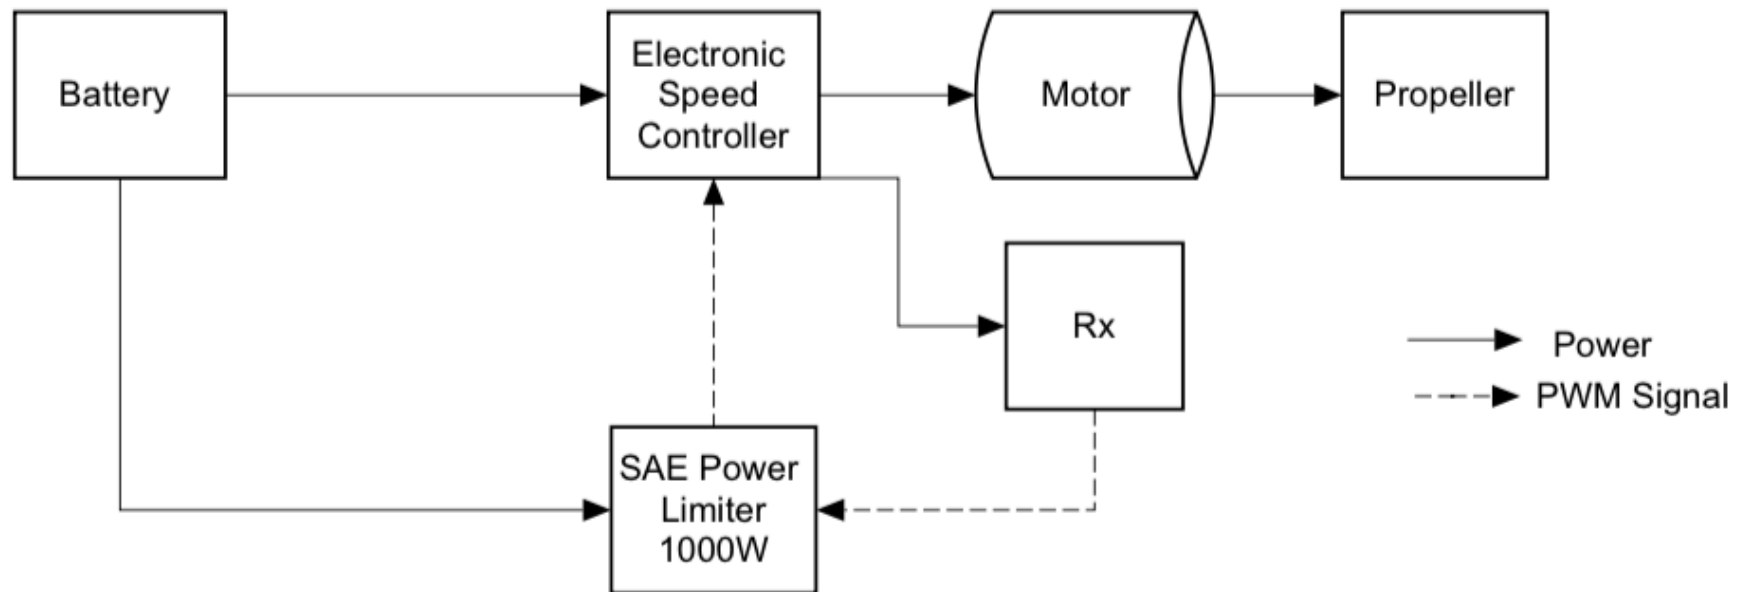 Battery
Electronic
Speed
Controller
Motor
Propeller
Rx
Power
PWM Signal
SAE Power
Limiter
1000W